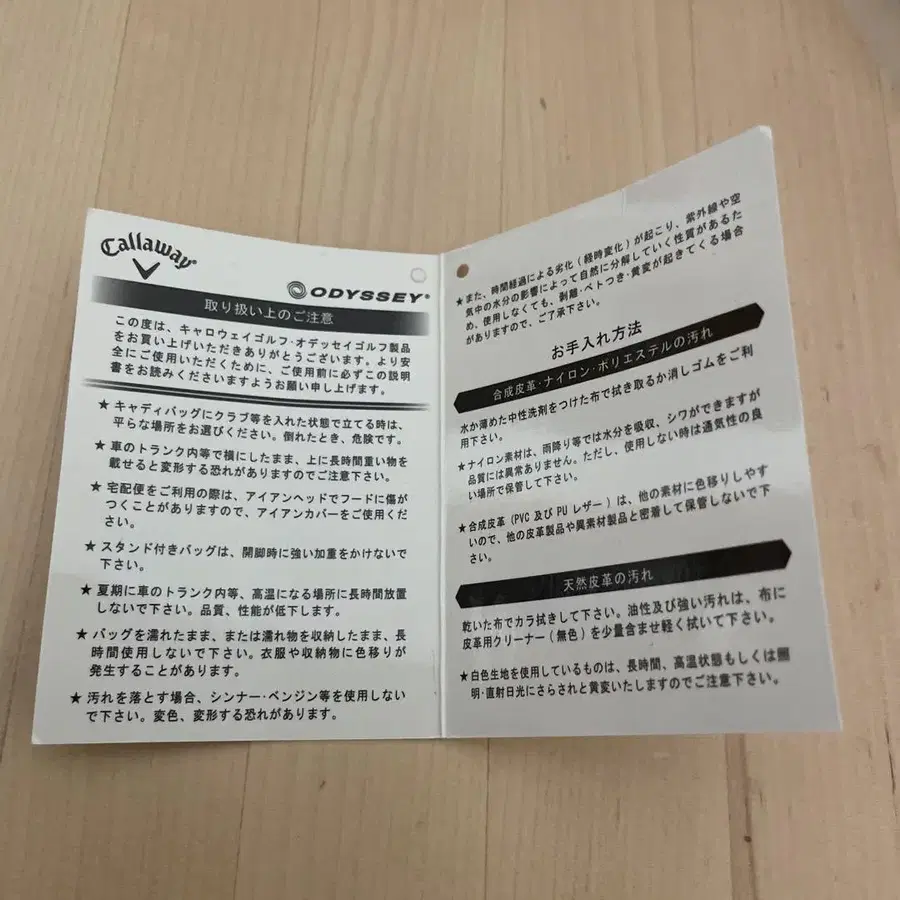 Callaway
ODYSSEY
取り扱い上のご注意
この度は、キャロウェイゴルフ・オデッセイゴルフ製品
をお買い上げいただきありがとうございます。より安
全にご使用いただくために、ご使用前に必ずこの説明
書をお読みくださいますようお願い申し上げます。
★ キャディバッグにクラブ等を入れた状態で立てる時は、
平らな場所をお選びください。倒れたとき、危険です。
★ 車のトランク内等で横にしたまま、上に長時間重い物を
載せると変形する恐れがありますのでご注意下さい。
★ 宅配便をご利用の際は、アイアンヘッドでフードに傷が
つくことがありますので、アイアンカバーをご使用くだ
さい。
★ スタンド付きバッグは、開脚時に強い加重をかけないで
下さい。
★ 夏期に車のトランク内等、高温になる場所に長時間放置
しないで下さい。品質、性能が低下します。
★ バッグを濡れたまま、または濡れ物を収納したまま、長
時間使用しないで下さい。衣服や収納物に色移りが
発生することがあります。
★ 汚れを落とす場合、シンナー・ベンジン等を使用しない
で下さい。変色、変形する恐れがあります。
★また、時間経過による劣化(経時変化)が起こり、紫外線や空
気中の水分の影響によって自然に分解していく性質があるた
め、使用しなくても、剥離・ベトつき・黄変が起きてくる場合
がありますので、ご了承下さい。
お手入れ方法
合成皮革・ナイロン・ポリエステルの汚れ
水か薄めた中性洗剤をつけた布で拭き取るか消しゴムをご利
用下さい。
★ナイロン素材は、雨降り等では水分を吸収、シワができますが
品質には異常ありません。ただし、使用しない時は通気性の良
い場所で保管して下さい。
★合成皮革(PVC 及び PU レザー)は、他の素材に色移りしやす
いので、他の皮革製品や異素材製品と密着して保管しないで下
さい。
天然皮革の汚れ
乾いた布でカラ拭きして下さい。油性及び強い汚れは、布に
皮革用クリーナー(無色)を少量含ませ軽く拭いて下さい。
★白色生地を使用しているものは、長時間、高温状態もしくは照
明・直射日光にさらされと黄変いたしますのでご注意下さい。